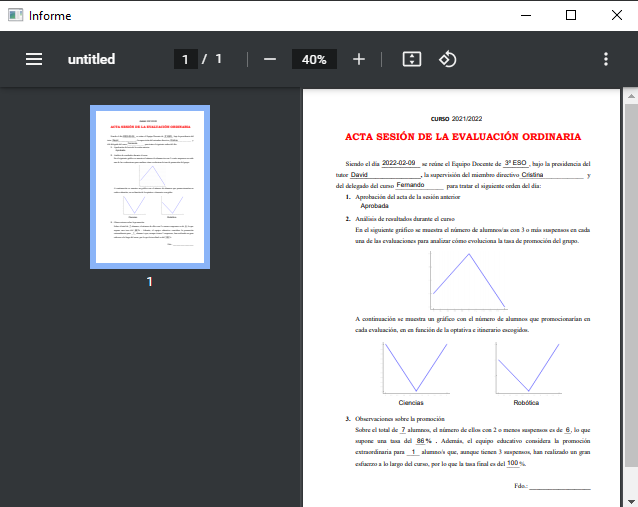 Informe
untitled
1 / 1
40%
1
CURSO 2021/2022
ACTA SESIÓN DE LA EVALUACIÓN ORDINARIA
Siendo el día 2022-02-09 se reúne el Equipo Docente de 3º ESO, bajo la presidencia del
tutor David, la supervisión del miembro directivo Cristina y
del delegado del curso Fernando para tratar el siguiente orden del día:
1. Aprobación del acta de la sesión anterior
Aprobada
2. Análisis de resultados durante el curso
En el siguiente gráfico se muestra el número de alumnos/as con 3 o más suspensos en cada
una de las evaluaciones para analizar cómo evoluciona la tasa de promoción del grupo.
A continuación se muestra un gráfico con el número de alumnos que promocionarían en
cada evaluación, en en función de la optativa e itinerario escogidos.
Ciencias
Robótica
3. Observaciones sobre la promoción
Sobre el total de 7 alumnos, el número de ellos con 2 o menos suspensos es de 6, lo que
supone una tasa del 86 % . Además, el equipo educativo considera la promoción
extraordinaria para 1 alumno/s que, aunque tienen 3 suspensos, han realizado un gran
esfuerzo a lo largo del curso, por lo que la tasa final es del 100 %.
Fdo.: ____________________